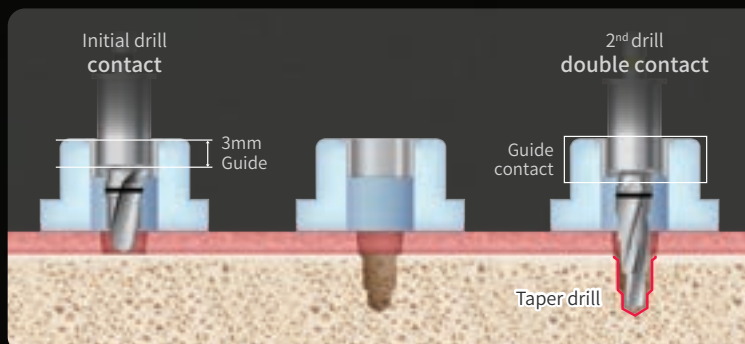 Initial drill
contact
3mm
Guide
2nd drill
double contact
Guide
contact
Taper drill